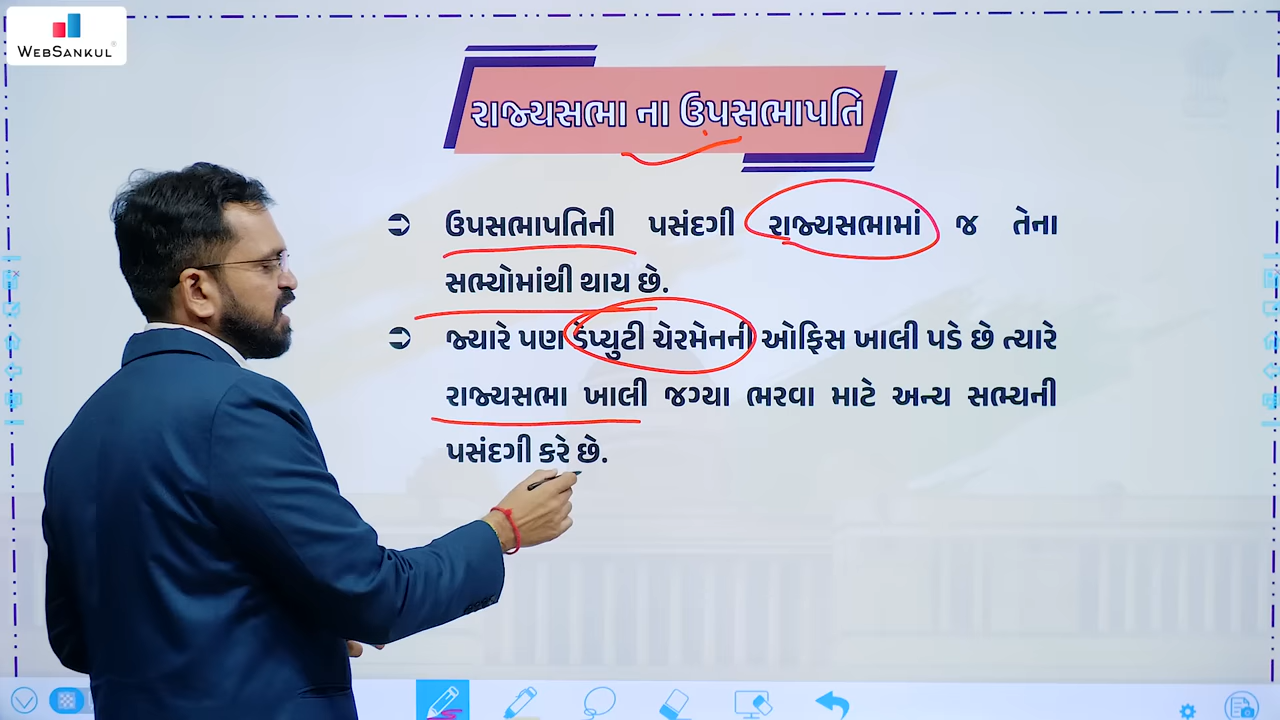 WEBSANKUL
રાજ્યસભા ના ઉપસભાપતિ
ઉપસભાપતિની પસંદગી રાજ્યસભામાં જ તેના
સભ્યોમાંથી થાય છે.
જ્યારે પણ ડેપ્યુટી ચેરમેનની ઓફિસ ખાલી પડે છે ત્યારે
રાજ્યસભા ખાલી જગ્યા ભરવા માટે અન્ય સભ્યની
પસંદગી કરે છે.